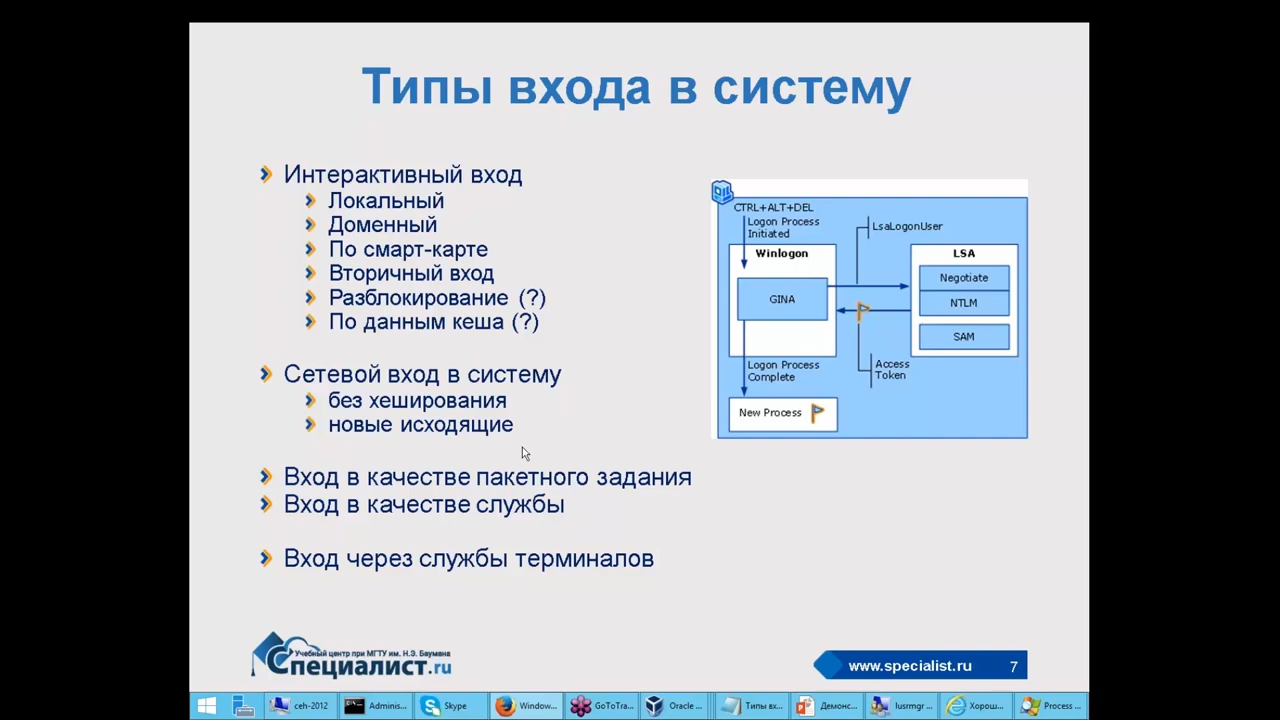 Типы входа в систему
Интерактивный вход
Локальный
Доменный
По смарт-карте
Вторичный вход
Разблокирование (?)
По данным кеша (?)
Сетевой вход в систему
без хеширования
новые исходящие
Вход в качестве пакетного задания
Вход в качестве службы
Вход через службы терминалов
CTRL+ALT+DEL
Logon Process
Initiated
LsaLogonUser
Winlogon
LSA
Negotiate
GINA
NTLM
SAM
Logon Process
Complete
Access
Token
New Process
Учебный центр при МГТУ им. Н.Э. Баумана
Специалист.ru
www.specialist.ru
7
ceh-2012
Adminis...
Skype
Window...
GoToTra...
Oracle ...
Типы вх...
Демонс...
lusrmgr ...
Хорош...
Process ...